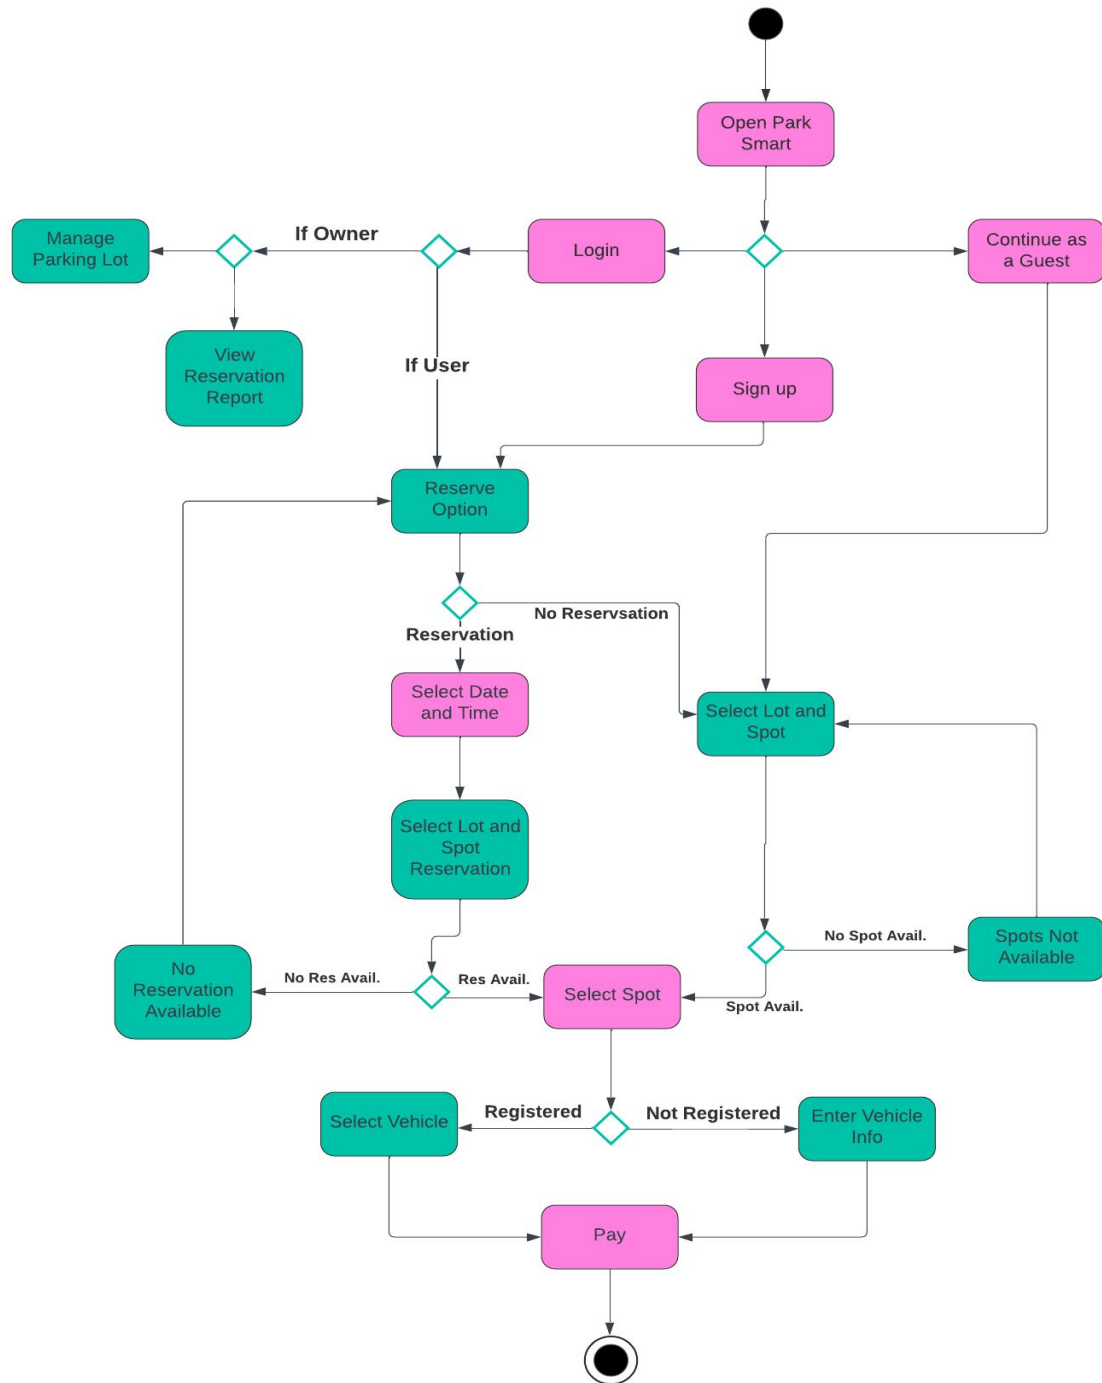 Open Park
Smart
Manage
Parking Lot
If Owner
Login
Continue as
a Guest
View
Reservation
Report
If User
Sign up
Reserve
Option
No Reservsation
Reservation
Select Date
and Time
Select Lot and
Spot
Select Lot and
Spot
Reservation
No
Reservation
Available
No Res Avail.
Res Avail.
Select Spot
Spot Avail.
No Spot Avail.
Spots Not
Available
Select Vehicle
Registered
Not Registered
Enter Vehicle
Info
Pay